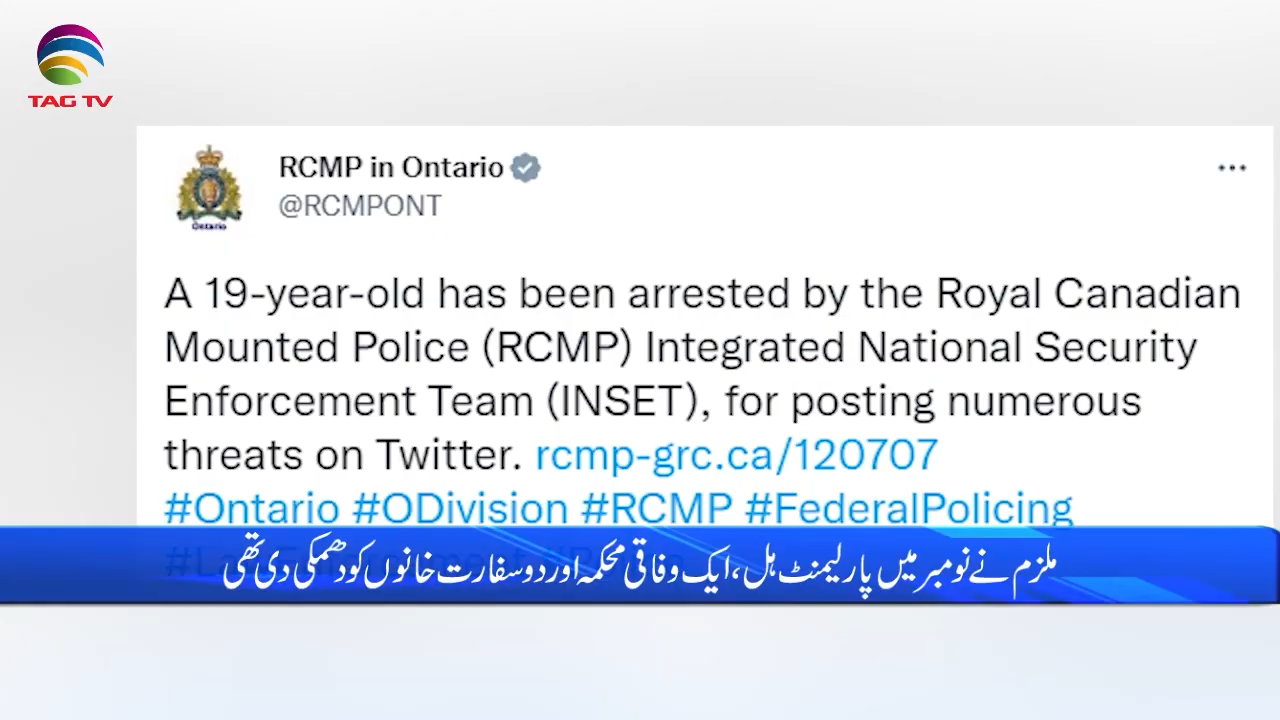 TAG TV
RCMP in Ontario
@RCMPONT
Ontario
A 19-year-old has been arrested by the Royal Canadian
Mounted Police (RCMP) Integrated National Security
Enforcement Team (INSET), for posting numerous
threats on Twitter. rcmp-grc.ca/120707
#Ontario #ODivision #RCMP #FederalPolicing
ملزم نے نومبر میں پارلیمنٹ ہل، ایک وفاقی محکمہ اور دو سفارت خانوں کو دھمکی دی تھی